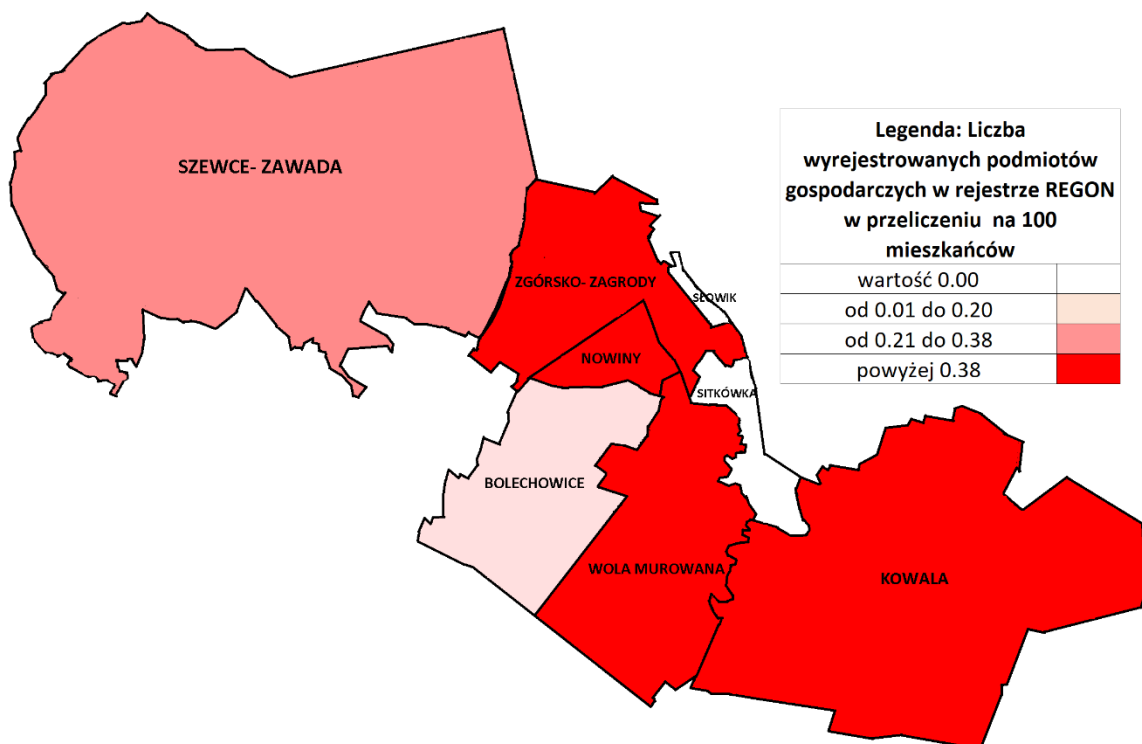 SZEWCE- ZAWADA
ZGÓRSKO- ZAGRODY
SŁOWIK
NOWINY
SITKÓWKA
BOLECHOWICE
WOLA MUROWANA
KOWALA
Legenda: Liczba
wyrejestrowanych podmiotów
gospodarczych w rejestrze REGON
w przeliczeniu na 100
mieszkańców
wartość 0.00
od 0.01 do 0.20
od 0.21 do 0.38
powyżej 0.38